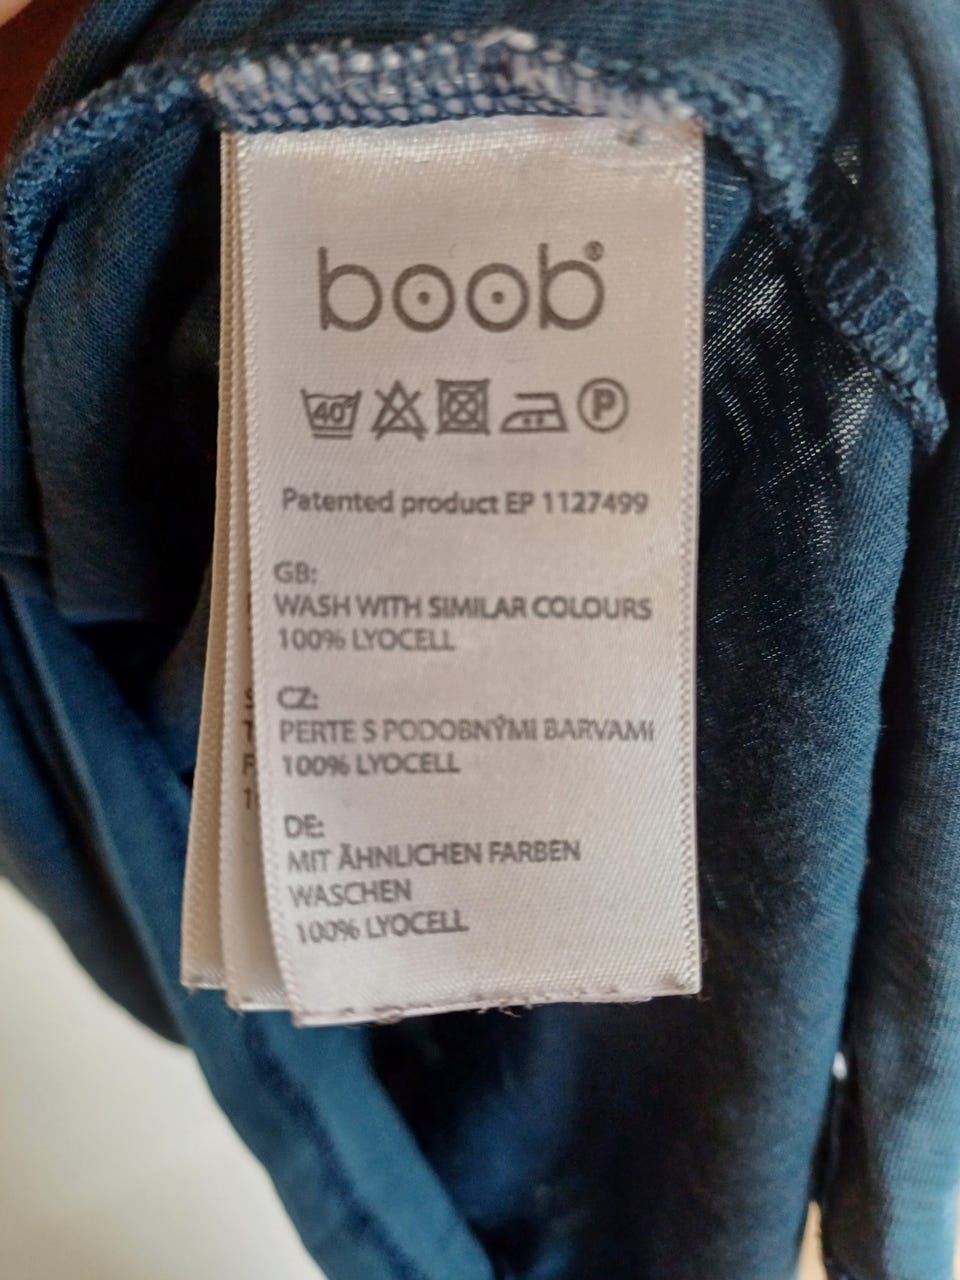 boob®
40
P
Patented product EP 1127499
GB:
WASH WITH SIMILAR COLOURS
100% LYOCELL
CZ:
PERTE S PODOBNÝMI BARVAMI
100% LYOCELL
DE:
MIT ÄHNLICHEN FARBEN
WASCHEN
100% LYOCELL